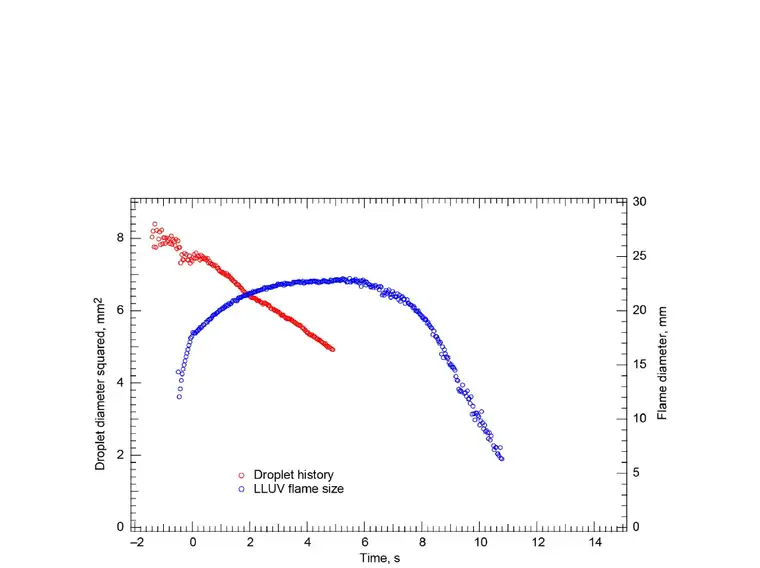 Droplet diameter squared, mm2
8
6
4
2
0
30
25
20
15
10
5
0
Flame diameter, mm
Droplet history
LLUV flame size
−2 0 2 4 6 8 10 12 14
Time, s